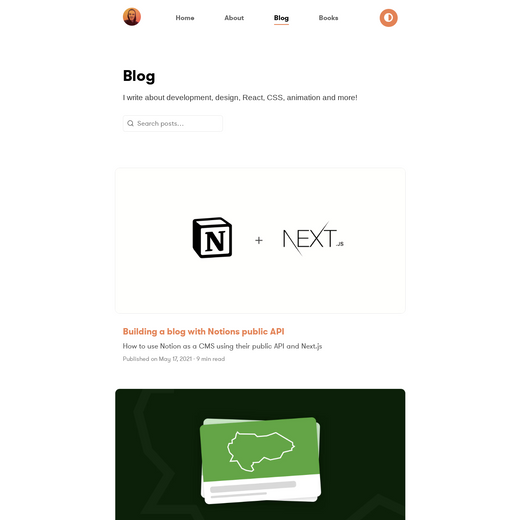 Home About Blog Books
Blog
I write about development, design, React, CSS, animation and more!
Search posts...
N + NEXT.JS
Building a blog with Notions public API
How to use Notion as a CMS using their public API and Next.js
Published on May 17, 2021 · 9 min read